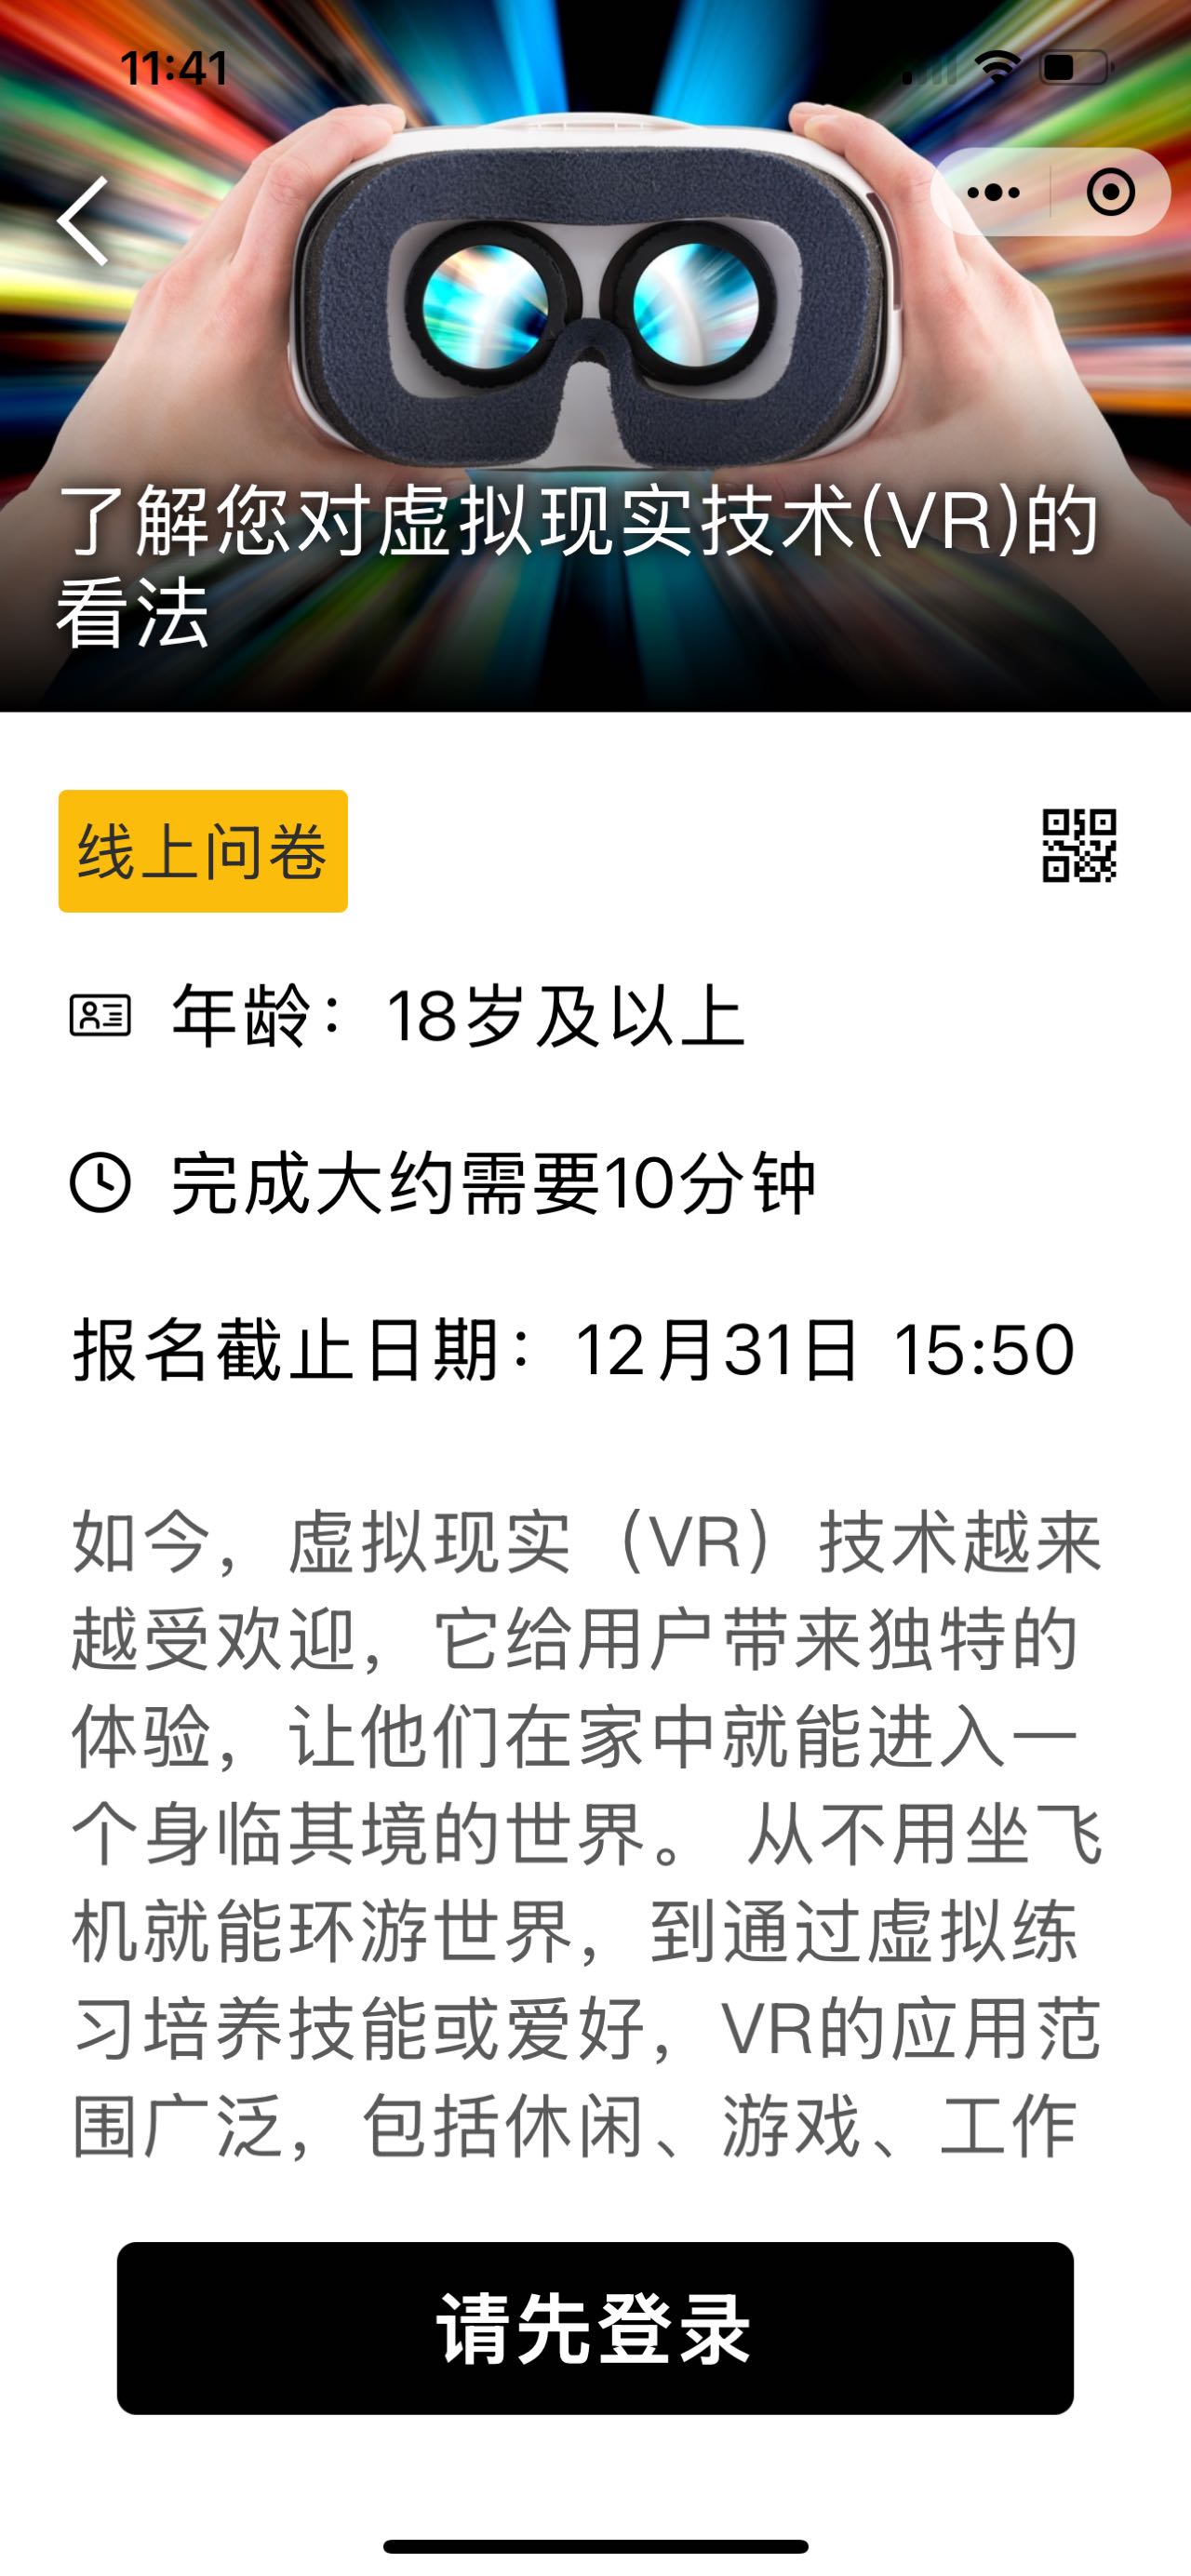 11:41
了解您对虚拟现实技术(VR)的
看法
线上问卷
年龄：18岁及以上
完成大约需要10分钟
报名截止日期：12月31日 15:50
如今，虚拟现实（VR）技术越来
越受欢迎，它给用户带来独特的
体验，让他们在家中就能进入一
个身临其境的世界。 从不用坐飞
机就能环游世界，到通过虚拟练
习培养技能或爱好，VR的应用范
围广泛，包括休闲、游戏、工作
请先登录